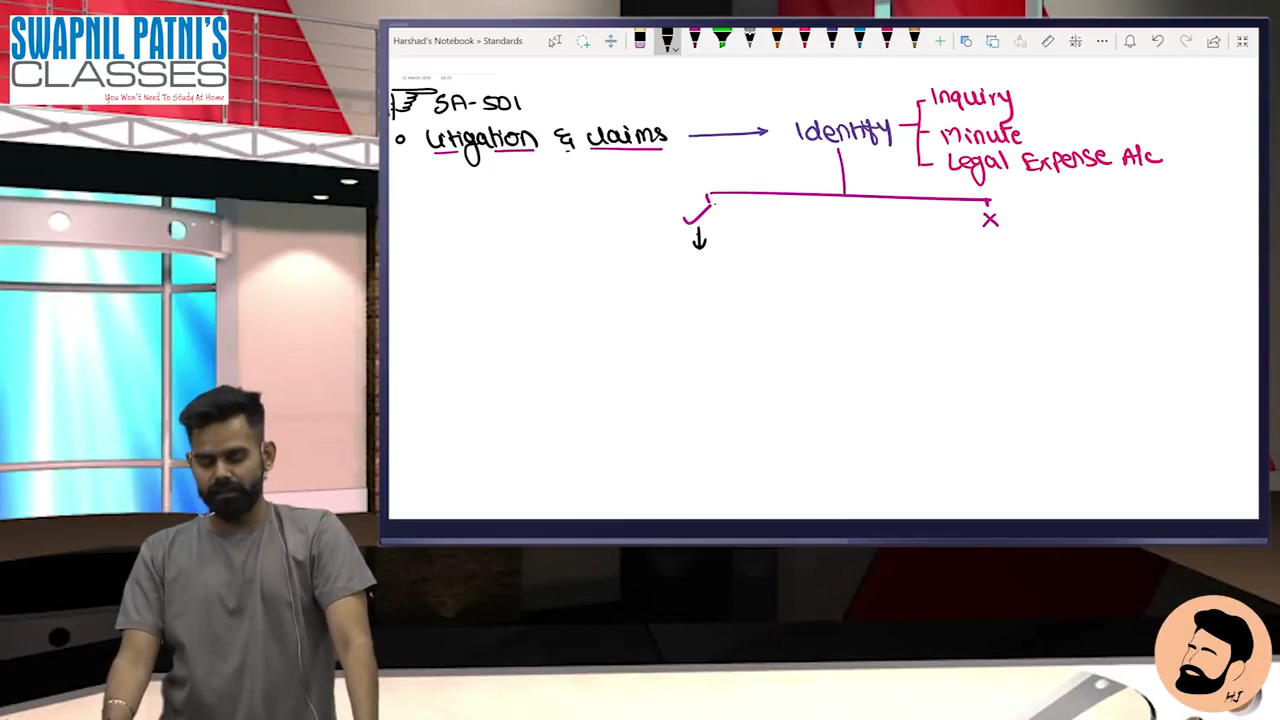 SWAPNIL PATNI'S
CLASSES
You Won't Need To Study At Home
Harshad's Notebook » Standards
SA-501
Litigation & Claims
Identify
Inquiry
Minute
Legal Expense A/c
✓
x
HJ